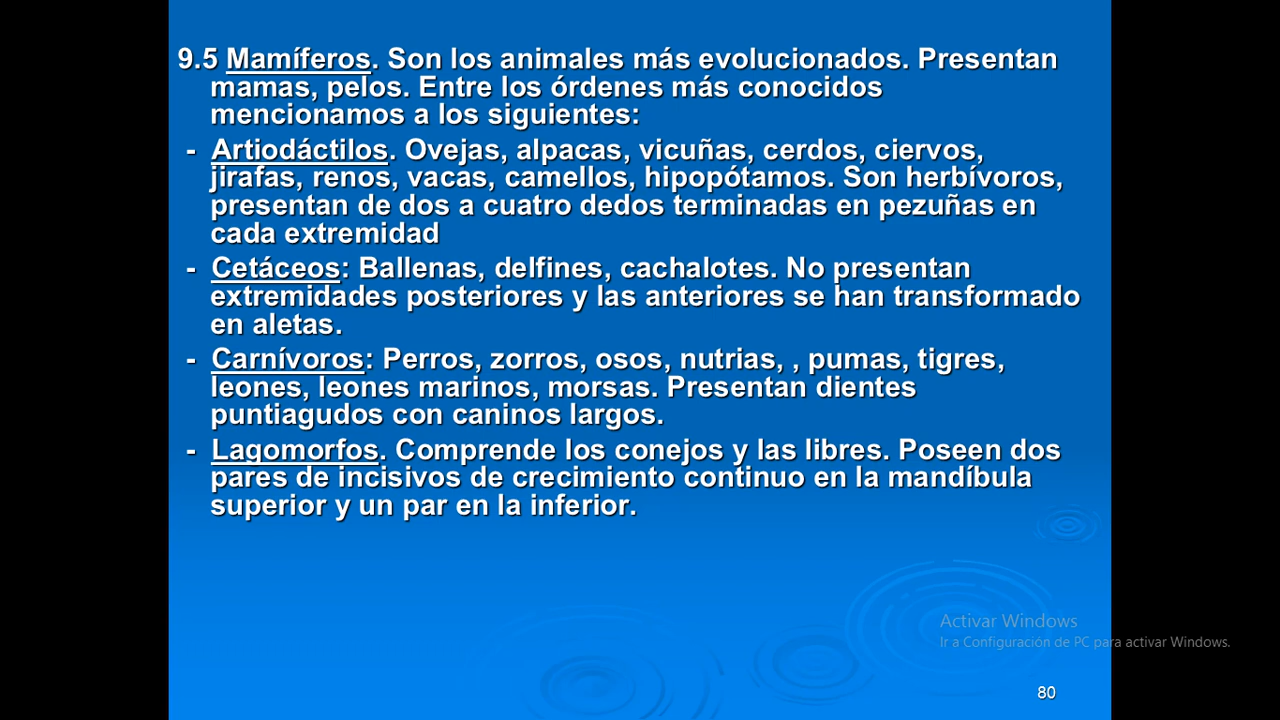 9.5 Mamíferos. Son los animales más evolucionados. Presentan
mamas, pelos. Entre los órdenes más conocidos
mencionamos a los siguientes:
- Artiodáctilos. Ovejas, alpacas, vicuñas, cerdos, ciervos,
jirafas, renos, vacas, camellos, hipopótamos. Son herbívoros,
presentan de dos a cuatro dedos terminadas en pezuñas en
cada extremidad
- Cetáceos: Ballenas, delfines, cachalotes. No presentan
extremidades posteriores y las anteriores se han transformado
en aletas.
- Carnívoros: Perros, zorros, osos, nutrias, , pumas, tigres,
leones, leones marinos, morsas. Presentan dientes
puntiagudos con caninos largos.
- Lagomorfos. Comprende los conejos y las libres. Poseen dos
pares de incisivos de crecimiento continuo en la mandíbula
superior y un par en la inferior.
Activar Windows
Ir a Configuración de PC para activar Windows.
80